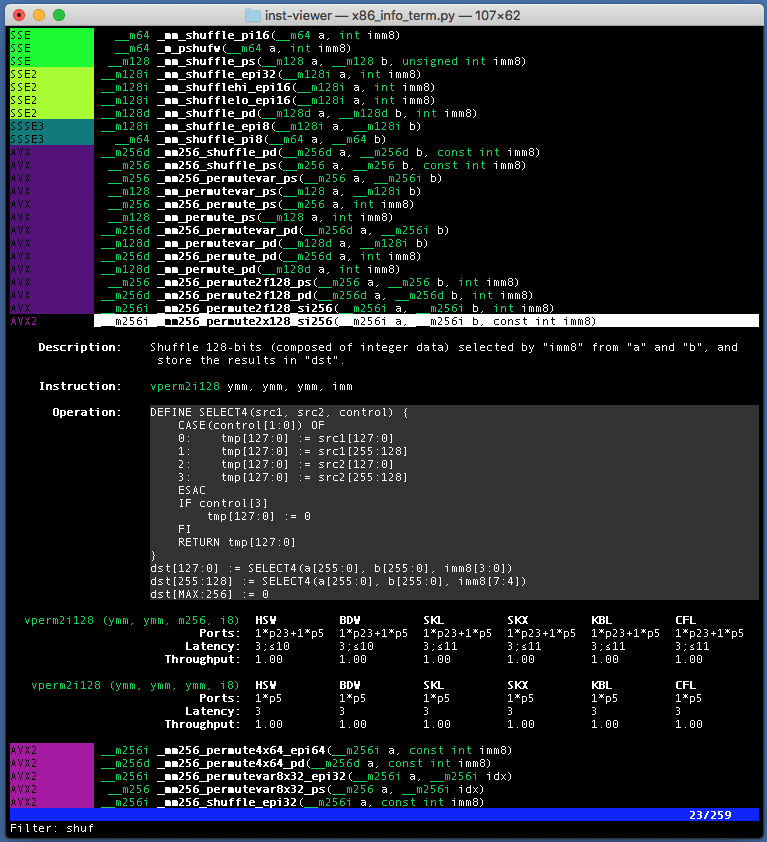 inst-viewer — x86_info_term.py — 107×62
SSE __m64 _mm_shuffle_pi16(__m64 a, int imm8)
SSE __m64 _m_pshufw(__m64 a, int imm8)
SSE __m128 _mm_shuffle_ps(__m128 a, __m128 b, unsigned int imm8)
SSE2 __m128i _mm_shuffle_epi32(__m128i a, int imm8)
SSE2 __m128i _mm_shufflehi_epi16(__m128i a, int imm8)
SSE2 __m128i _mm_shufflelo_epi16(__m128i a, int imm8)
SSE2 __m128d _mm_shuffle_pd(__m128d a, __m128d b, int imm8)
SSSE3 __m128i _mm_shuffle_epi8(__m128i a, __m128i b)
SSSE3 __m64 _mm_shuffle_pi8(__m64 a, __m64 b)
AVX __m256d _mm256_shuffle_pd(__m256d a, __m256d b, const int imm8)
AVX __m256 _mm256_shuffle_ps(__m256 a, __m256 b, const int imm8)
AVX __m256 _mm256_permutevar_ps(__m256 a, __m256i b)
AVX __m128 _mm_permutevar_ps(__m128 a, __m128i b)
AVX __m256 _mm256_permute_ps(__m256 a, int imm8)
AVX __m128 _mm_permute_ps(__m128 a, int imm8)
AVX __m256d _mm256_permutevar_pd(__m256d a, __m256i b)
AVX __m128d _mm_permutevar_pd(__m128d a, __m128i b)
AVX __m256d _mm256_permute_pd(__m256d a, int imm8)
AVX __m128d _mm_permute_pd(__m128d a, int imm8)
AVX __m256 _mm256_permute2f128_ps(__m256 a, __m256 b, int imm8)
AVX __m256d _mm256_permute2f128_pd(__m256d a, __m256d b, int imm8)
AVX __m256i _mm256_permute2f128_si256(__m256i a, __m256i b, int imm8)
AVX2 __m256i _mm256_permute2x128_si256(__m256i a, __m256i b, const int imm8)
Description: Shuffle 128-bits (composed of integer data) selected by "imm8" from "a" and "b", and
store the results in "dst".
Instruction: vperm2i128 ymm, ymm, ymm, imm
Operation: DEFINE SELECT4(src1, src2, control) {
CASE(control[1:0]) OF
0: tmp[127:0] := src1[127:0]
1: tmp[127:0] := src1[255:128]
2: tmp[127:0] := src2[127:0]
3: tmp[127:0] := src2[255:128]
ESAC
IF control[3]
tmp[127:0] := 0
FI
RETURN tmp[127:0]
}
dst[127:0] := SELECT4(a[255:0], b[255:0], imm8[3:0])
dst[255:128] := SELECT4(a[255:0], b[255:0], imm8[7:4])
dst[MAX:256] := 0
vperm2i128 (ymm, ymm, m256, i8) HSW BDW SKL SKX KBL CFL
Ports: 1*p23+1*p5 1*p23+1*p5 1*p23+1*p5 1*p23+1*p5 1*p23+1*p5 1*p23+1*p5
Latency: 3;≤10 3;≤10 3;≤11 3;≤11 3;≤11 3;≤11
Throughput: 1.00 1.00 1.00 1.00 1.00 1.00
vperm2i128 (ymm, ymm, ymm, i8) HSW BDW SKL SKX KBL CFL
Ports: 1*p5 1*p5 1*p5 1*p5 1*p5 1*p5
Latency: 3 3 3 3 3 3
Throughput: 1.00 1.00 1.00 1.00 1.00 1.00
AVX2 __m256i _mm256_permute4x64_epi64(__m256i a, const int imm8)
AVX2 __m256d _mm256_permute4x64_pd(__m256d a, const int imm8)
AVX2 __m256i _mm256_permutevar8x32_epi32(__m256i a, __m256i idx)
AVX2 __m256 _mm256_permutevar8x32_ps(__m256 a, __m256i idx)
AVX2 __m256i _mm256_shuffle_epi32(__m256i a, const int imm8)
23/259
Filter: shuf